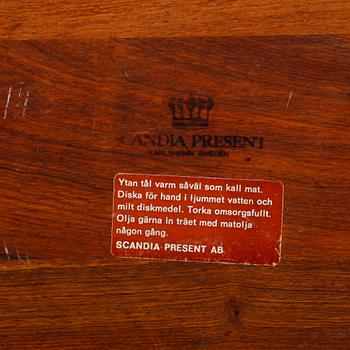 SCANDIA PRESENT
KARLSHAMN SWEDEN
Ytan tål varm såväl som kall mat.
Diska för hand i ljummet vatten och
milt diskmedel. Torka omsorgsfullt.
Olja gärna in träet med matolja
någon gång.
SCANDIA PRESENT AB